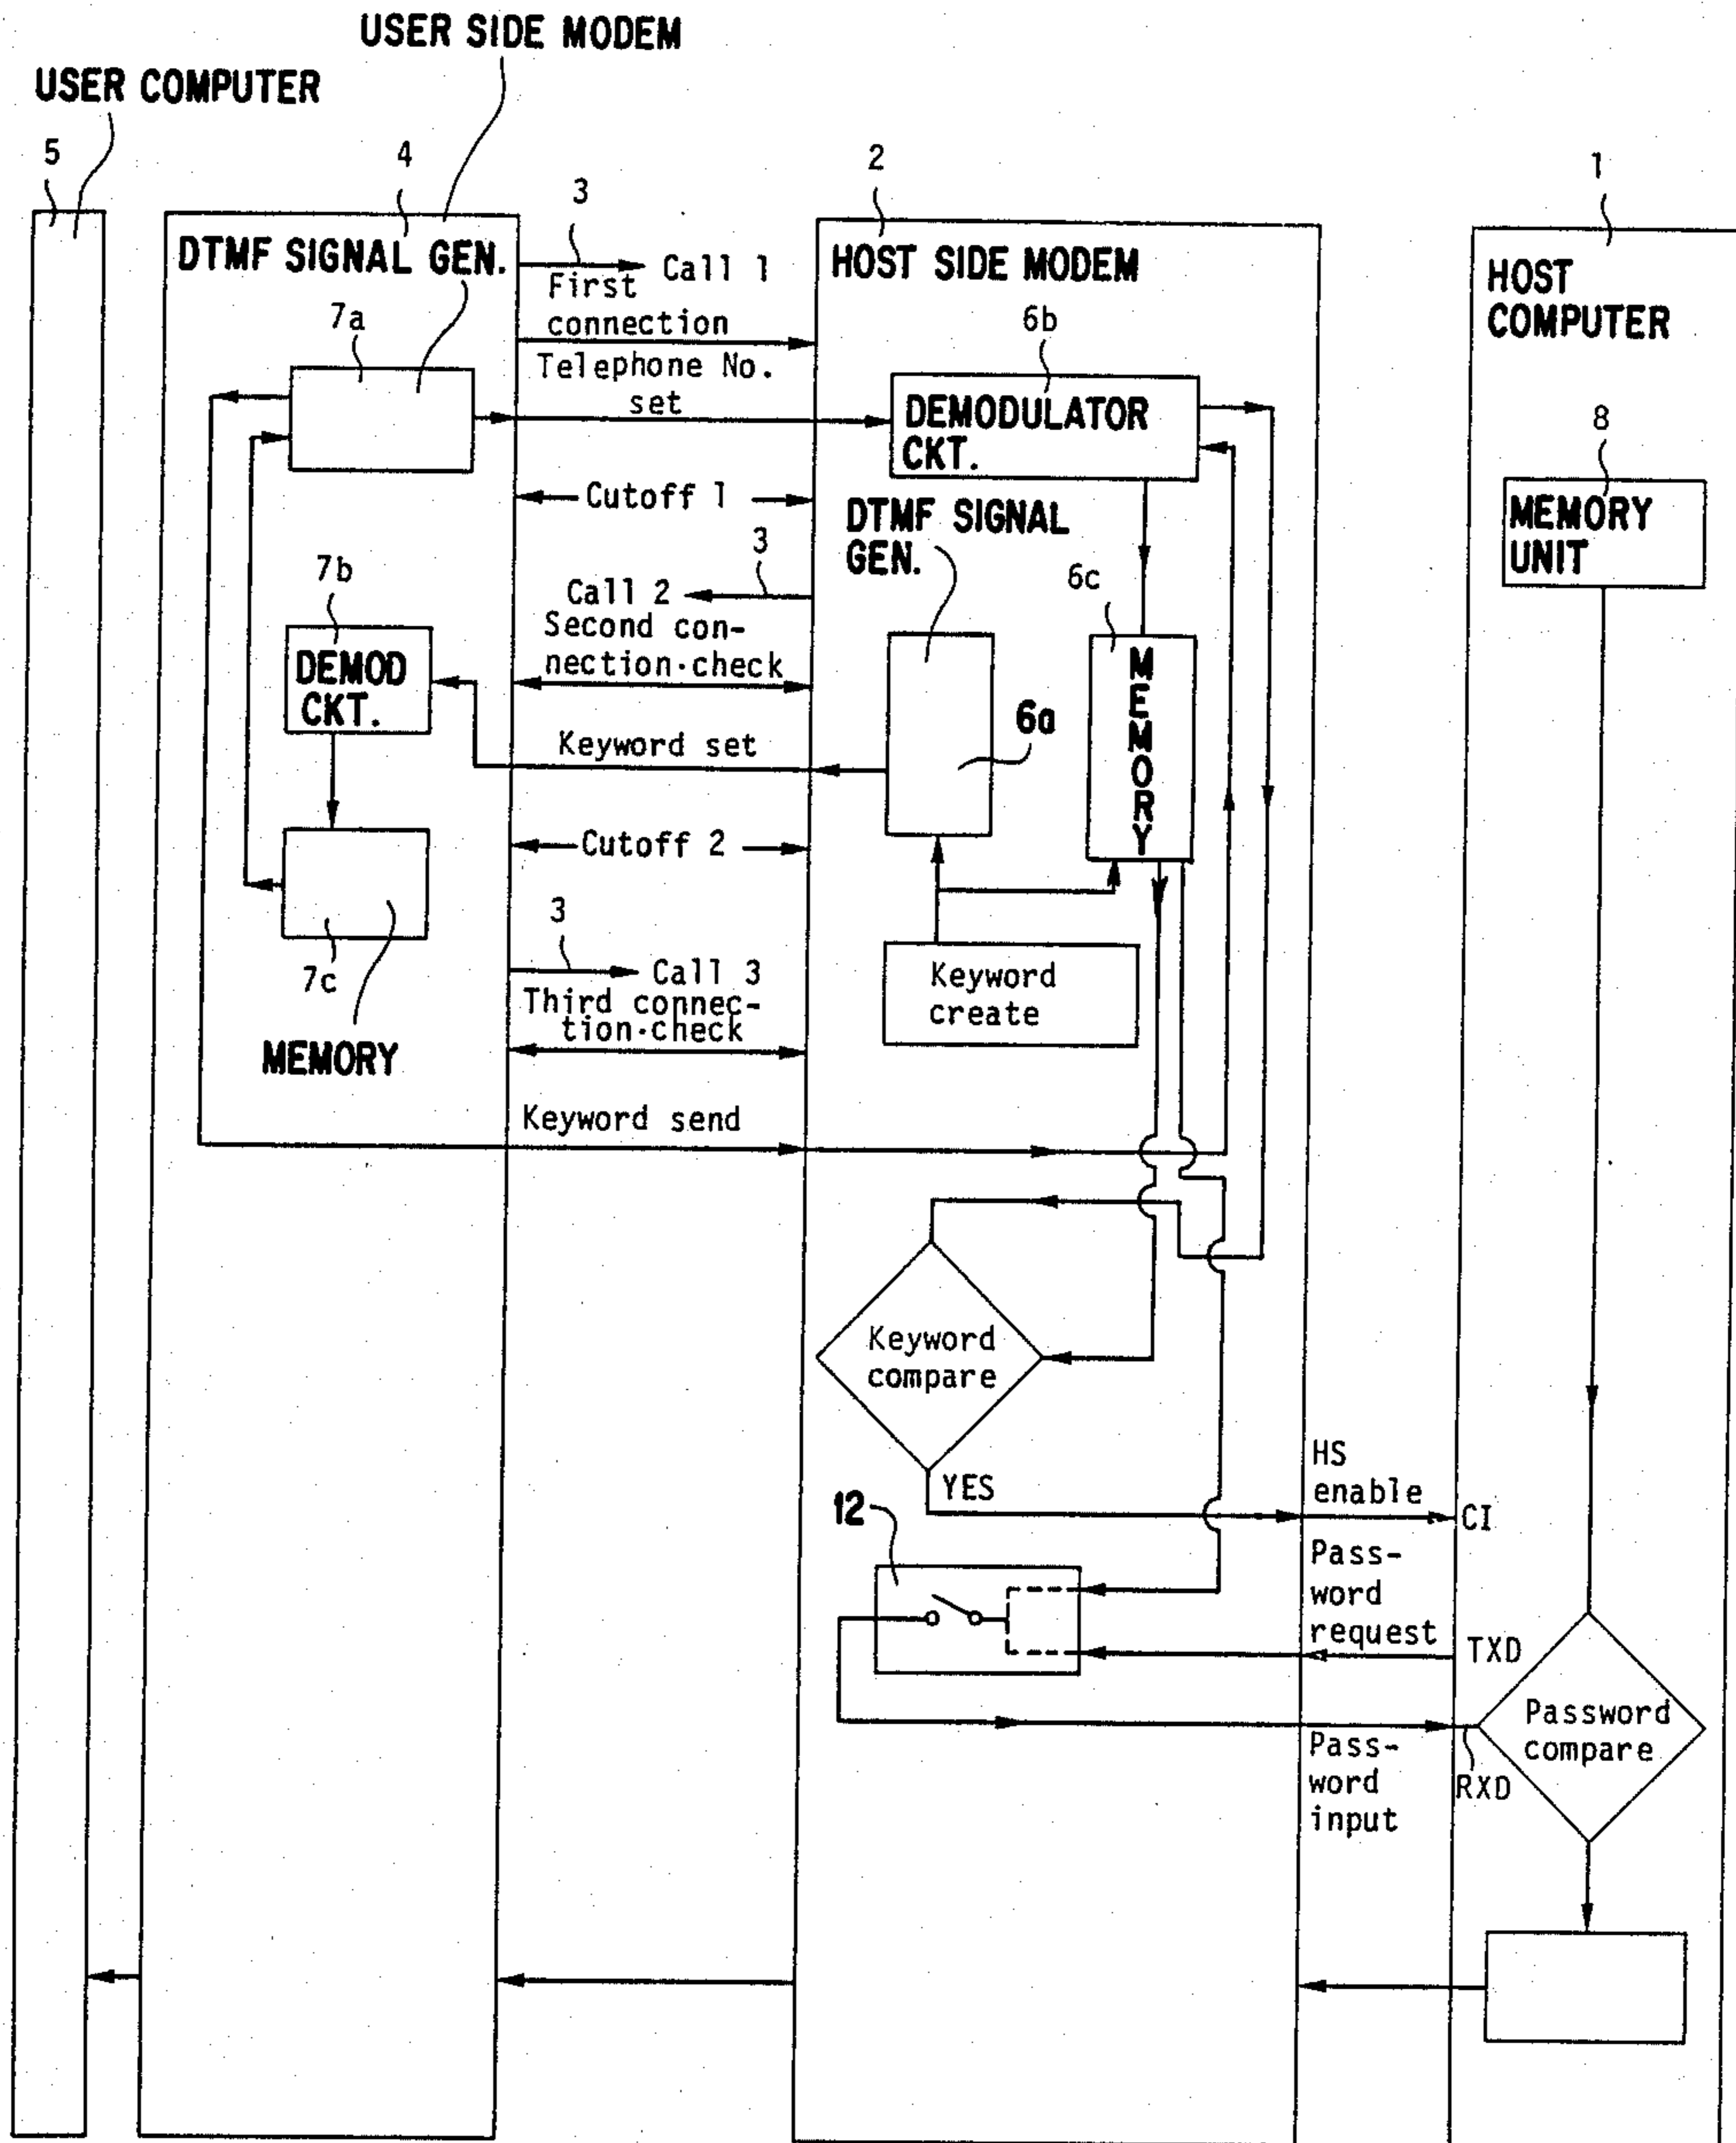 USER SIDE MODEM
USER COMPUTER
5
4
3
2
1
DTMF SIGNAL GEN.
Call 1
First
connection
HOST SIDE MODEM
HOST
COMPUTER
7a
Telephone No.
set
6b
DEMODULATOR
CKT.
8
MEMORY
UNIT
Cutoff 1
DTMF SIGNAL
GEN.
3
7b
Call 2
Second con-
nection·check
6c
DEMOD
CKT.
MEMORY
6a
Keyword set
Cutoff 2
3
7c
Call 3
Third connec-
tion·check
Keyword
create
MEMORY
Keyword send
Keyword
compare
YES
HS
enable
CI
12
Pass-
word
request
TXD
Password
compare
Pass-
word
input
RXD